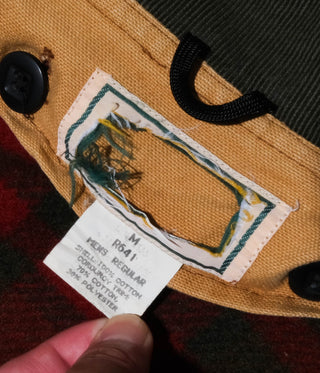 M
R641
MENS REGULAR
SHELL 100% COTTON
CORDUROY TRIM
70% COTTON
30% POLYESTER